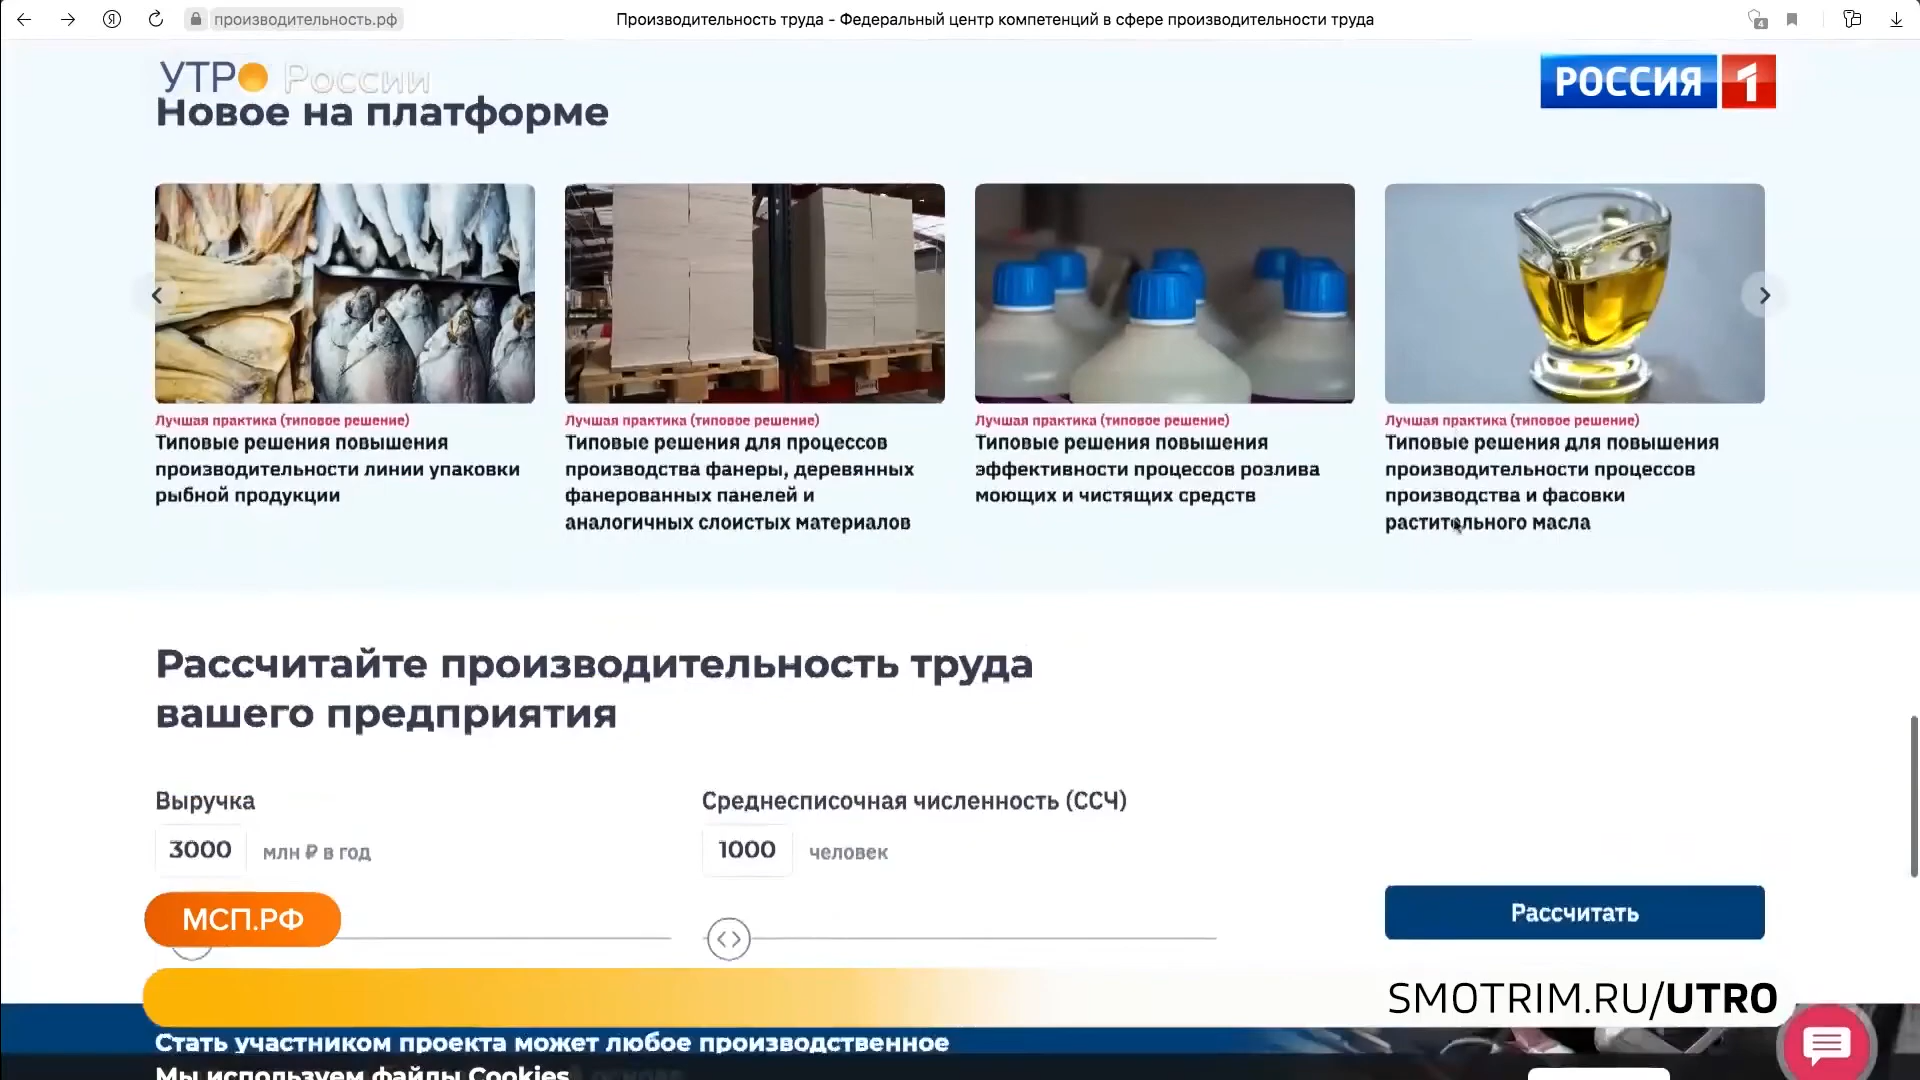 производительность.рф
Производительность труда - Федеральный центр компетенций в сфере производительности труда
4
УТРО России
РОССИЯ 1
Новое на платформе
Лучшая практика (типовое решение)
Типовые решения повышения
производительности линии упаковки
рыбной продукции
Лучшая практика (типовое решение)
Типовые решения для процессов
производства фанеры, деревянных
фанерованных панелей и
аналогичных слоистых материалов
Лучшая практика (типовое решение)
Типовые решения повышения
эффективности процессов розлива
моющих и чистящих средств
Лучшая практика (типовое решение)
Типовые решения для повышения
производительности процессов
производства и фасовки
растительного масла
Рассчитайте производительность труда
вашего предприятия
Выручка
3000 млн ₽ в год
Среднесписочная численность (ССЧ)
1000 человек
Рассчитать
МСП.РФ
SMOTRIM.RU/UTRO
Стать участником проекта может любое производственное
Мы используем файлы Cookies